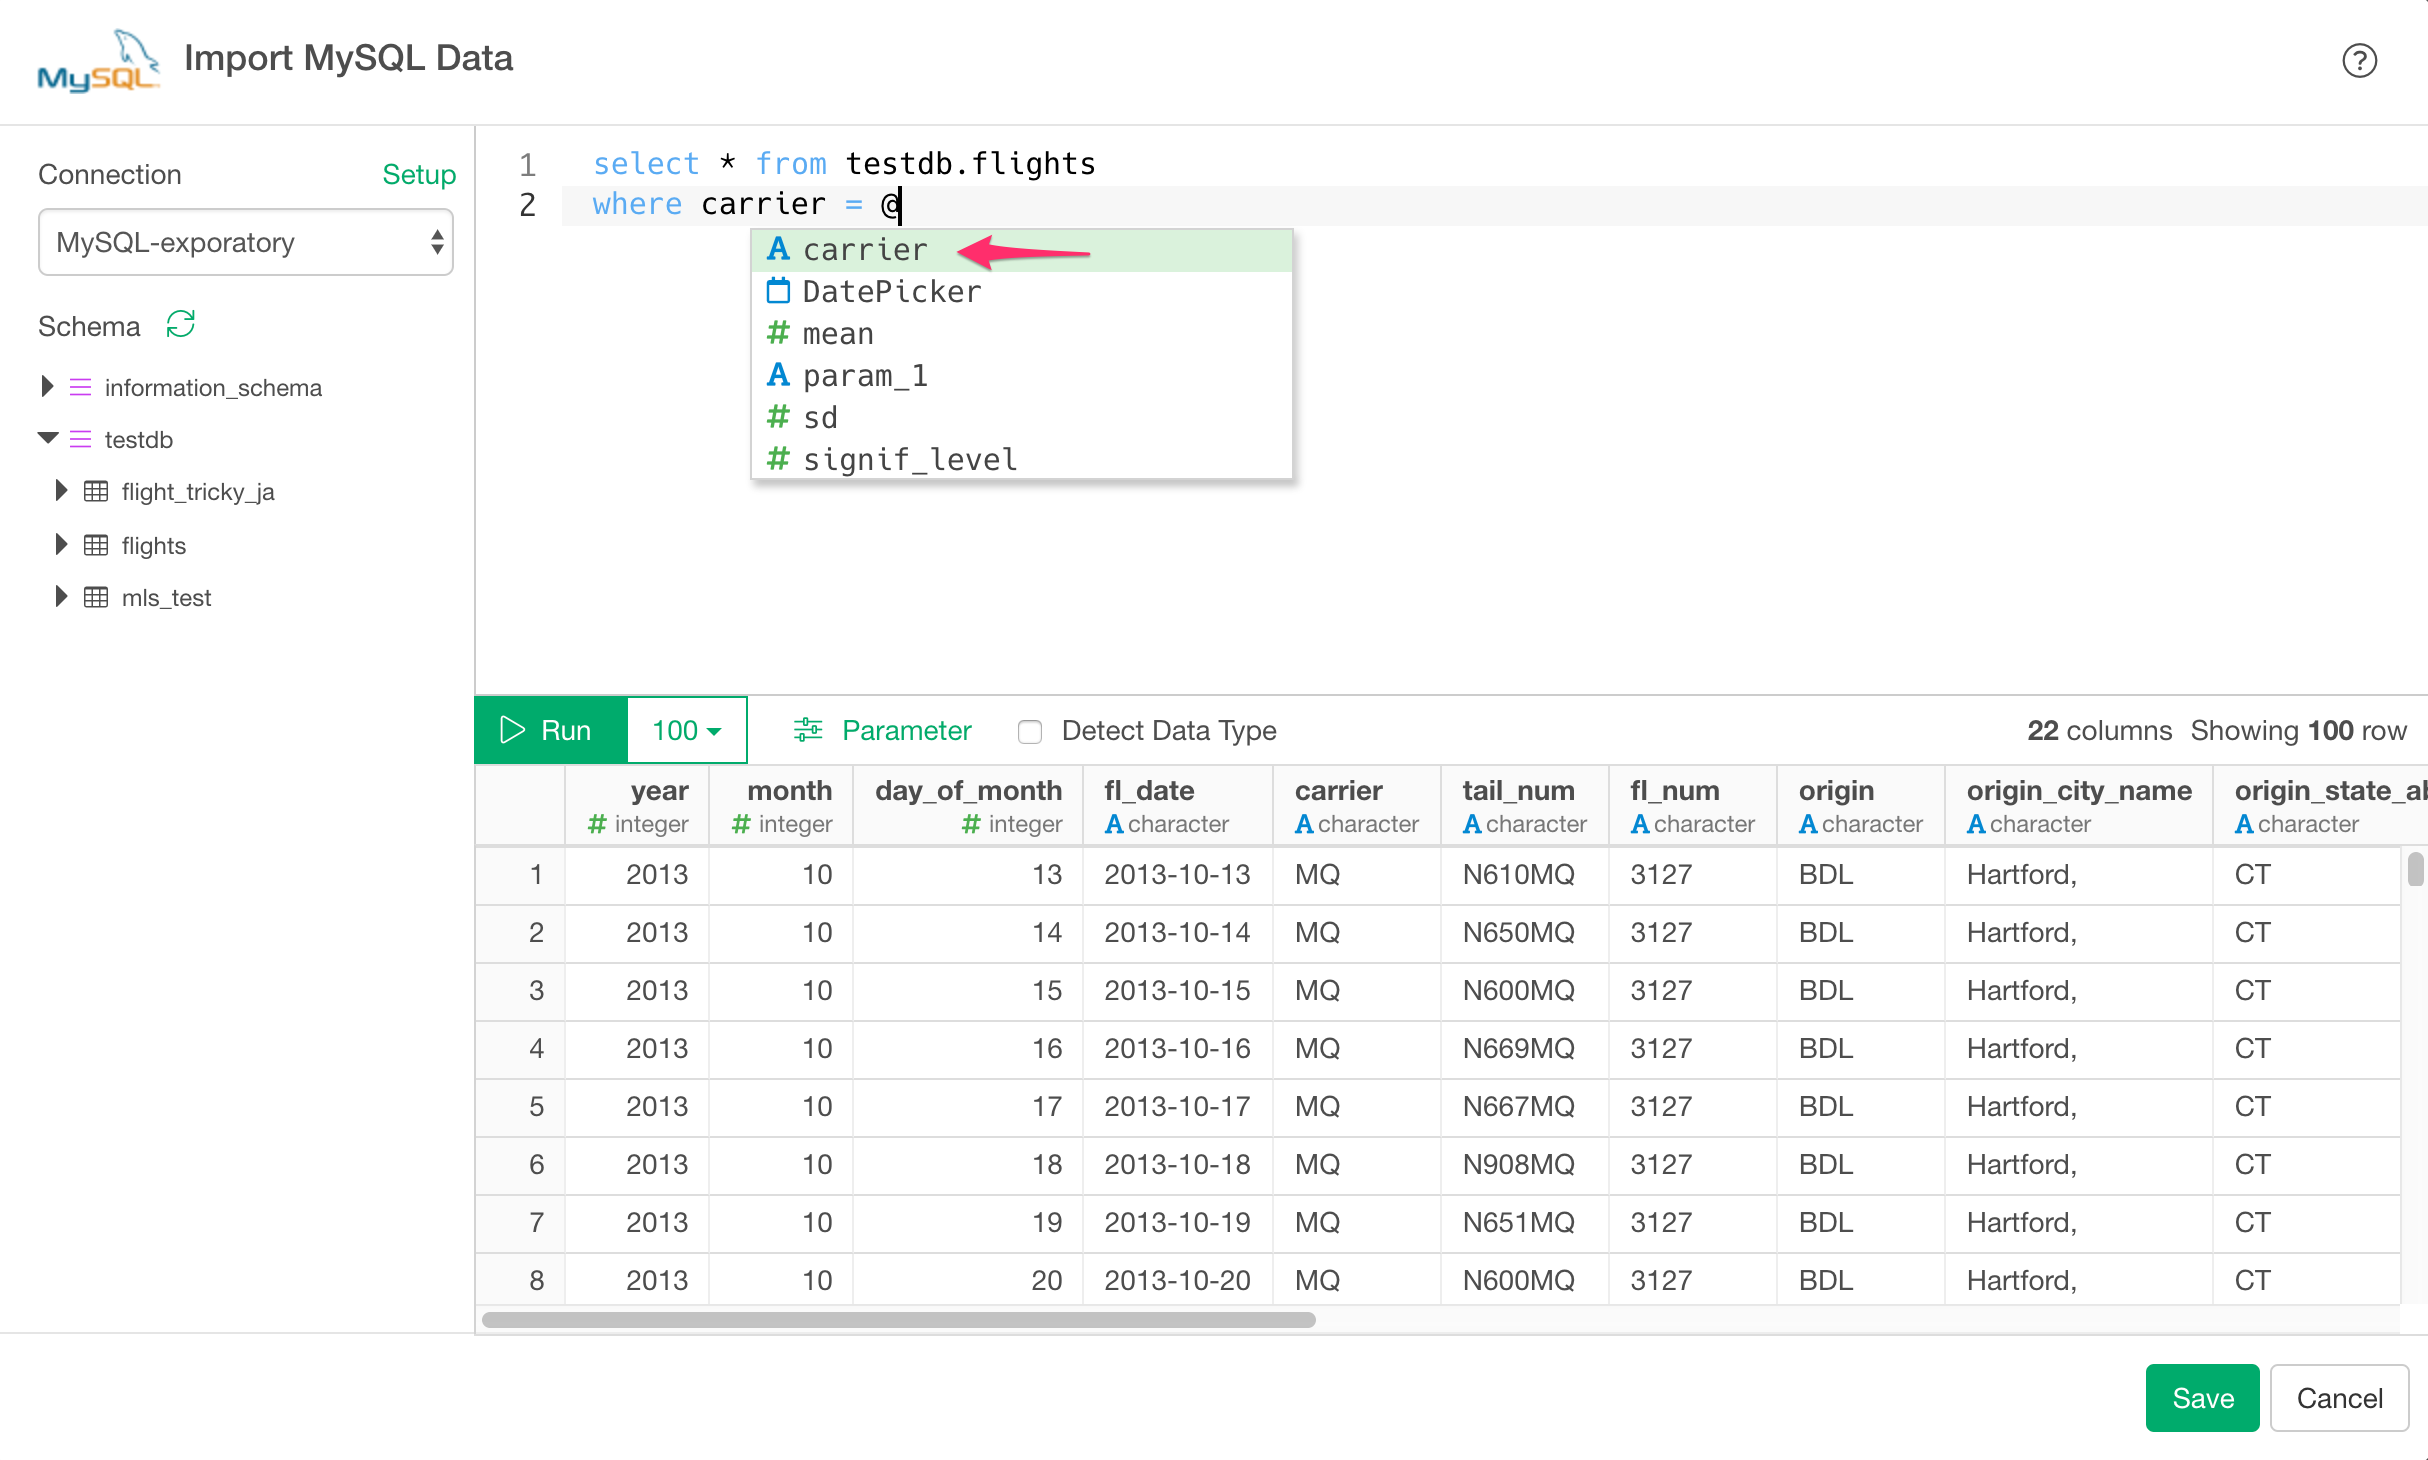 MySQL Import MySQL Data ?
Connection Setup
MySQL-exporatory
Schema
information_schema
testdb
flight_tricky_ja
flights
mls_test
1 select * from testdb.flights
2 where carrier = @
A carrier
DatePicker
# mean
A param_1
# sd
# signif_level
Run 100 Parameter Detect Data Type 22 columns Showing 100 row
year month day_of_month fl_date carrier tail_num fl_num origin origin_city_name origin_state_ab
# integer # integer # integer A character A character A character A character A character A character A character
1 2013 10 13 2013-10-13 MQ N610MQ 3127 BDL Hartford, CT
2 2013 10 14 2013-10-14 MQ N650MQ 3127 BDL Hartford, CT
3 2013 10 15 2013-10-15 MQ N600MQ 3127 BDL Hartford, CT
4 2013 10 16 2013-10-16 MQ N669MQ 3127 BDL Hartford, CT
5 2013 10 17 2013-10-17 MQ N667MQ 3127 BDL Hartford, CT
6 2013 10 18 2013-10-18 MQ N908MQ 3127 BDL Hartford, CT
7 2013 10 19 2013-10-19 MQ N651MQ 3127 BDL Hartford, CT
8 2013 10 20 2013-10-20 MQ N600MQ 3127 BDL Hartford, CT
Save Cancel